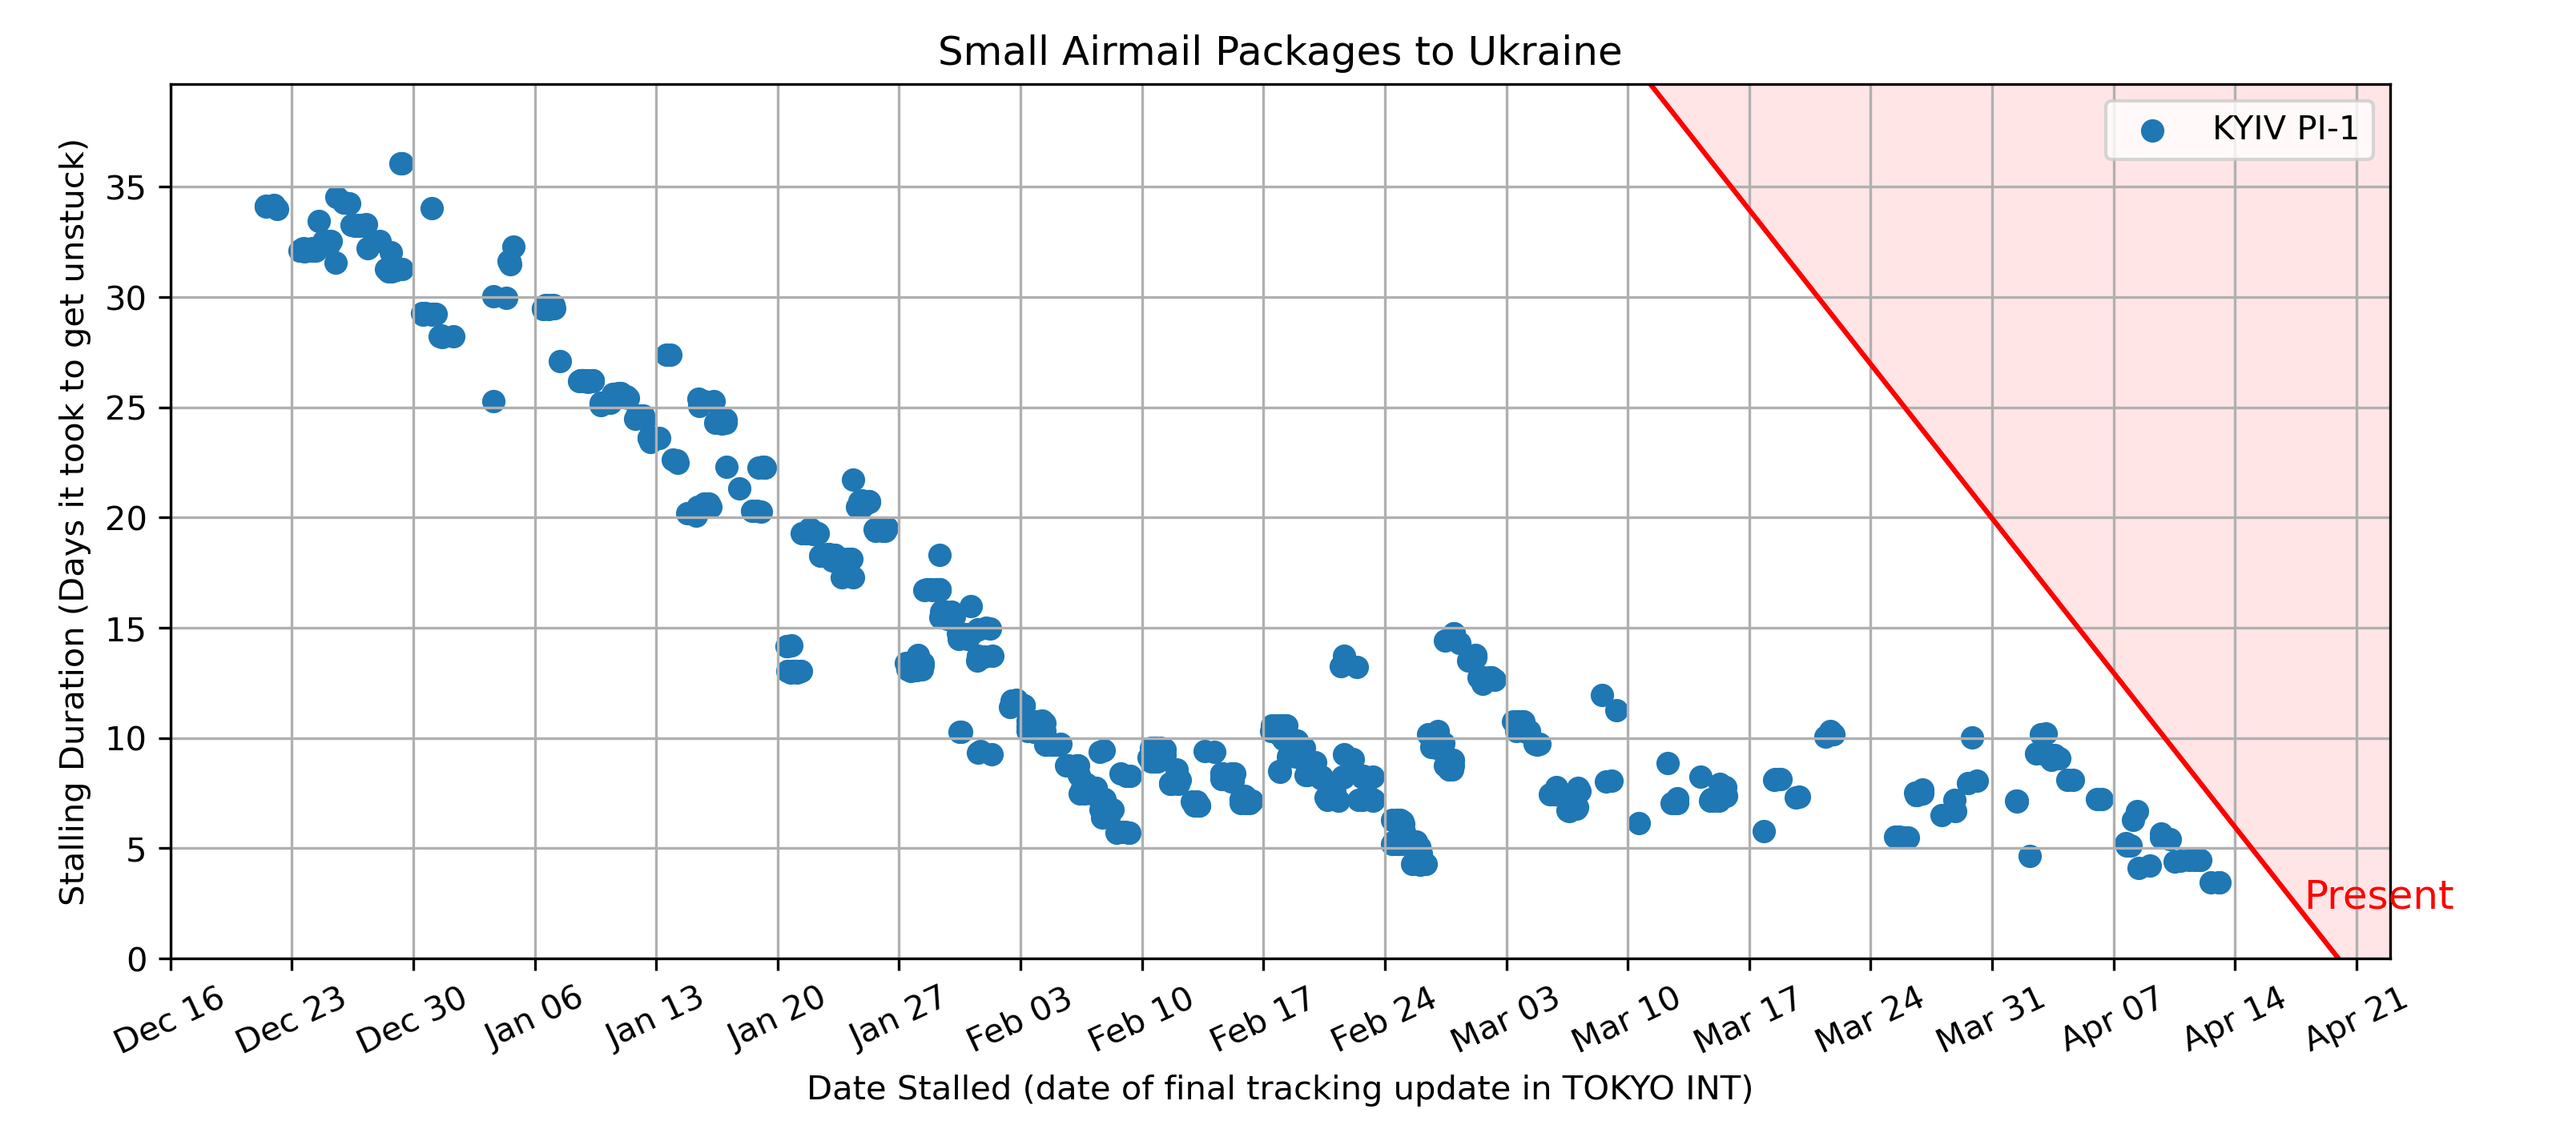 Small Airmail Packages to Ukraine
KYIV PI-1
Stalling Duration (Days it took to get unstuck)
35
30
25
20
15
10
5
0
Present
Dec 16
Dec 23
Dec 30
Jan 06
Jan 13
Jan 20
Jan 27
Feb 03
Feb 10
Feb 17
Feb 24
Mar 03
Mar 10
Mar 17
Mar 24
Mar 31
Apr 07
Apr 14
Apr 21
Date Stalled (date of final tracking update in TOKYO INT)